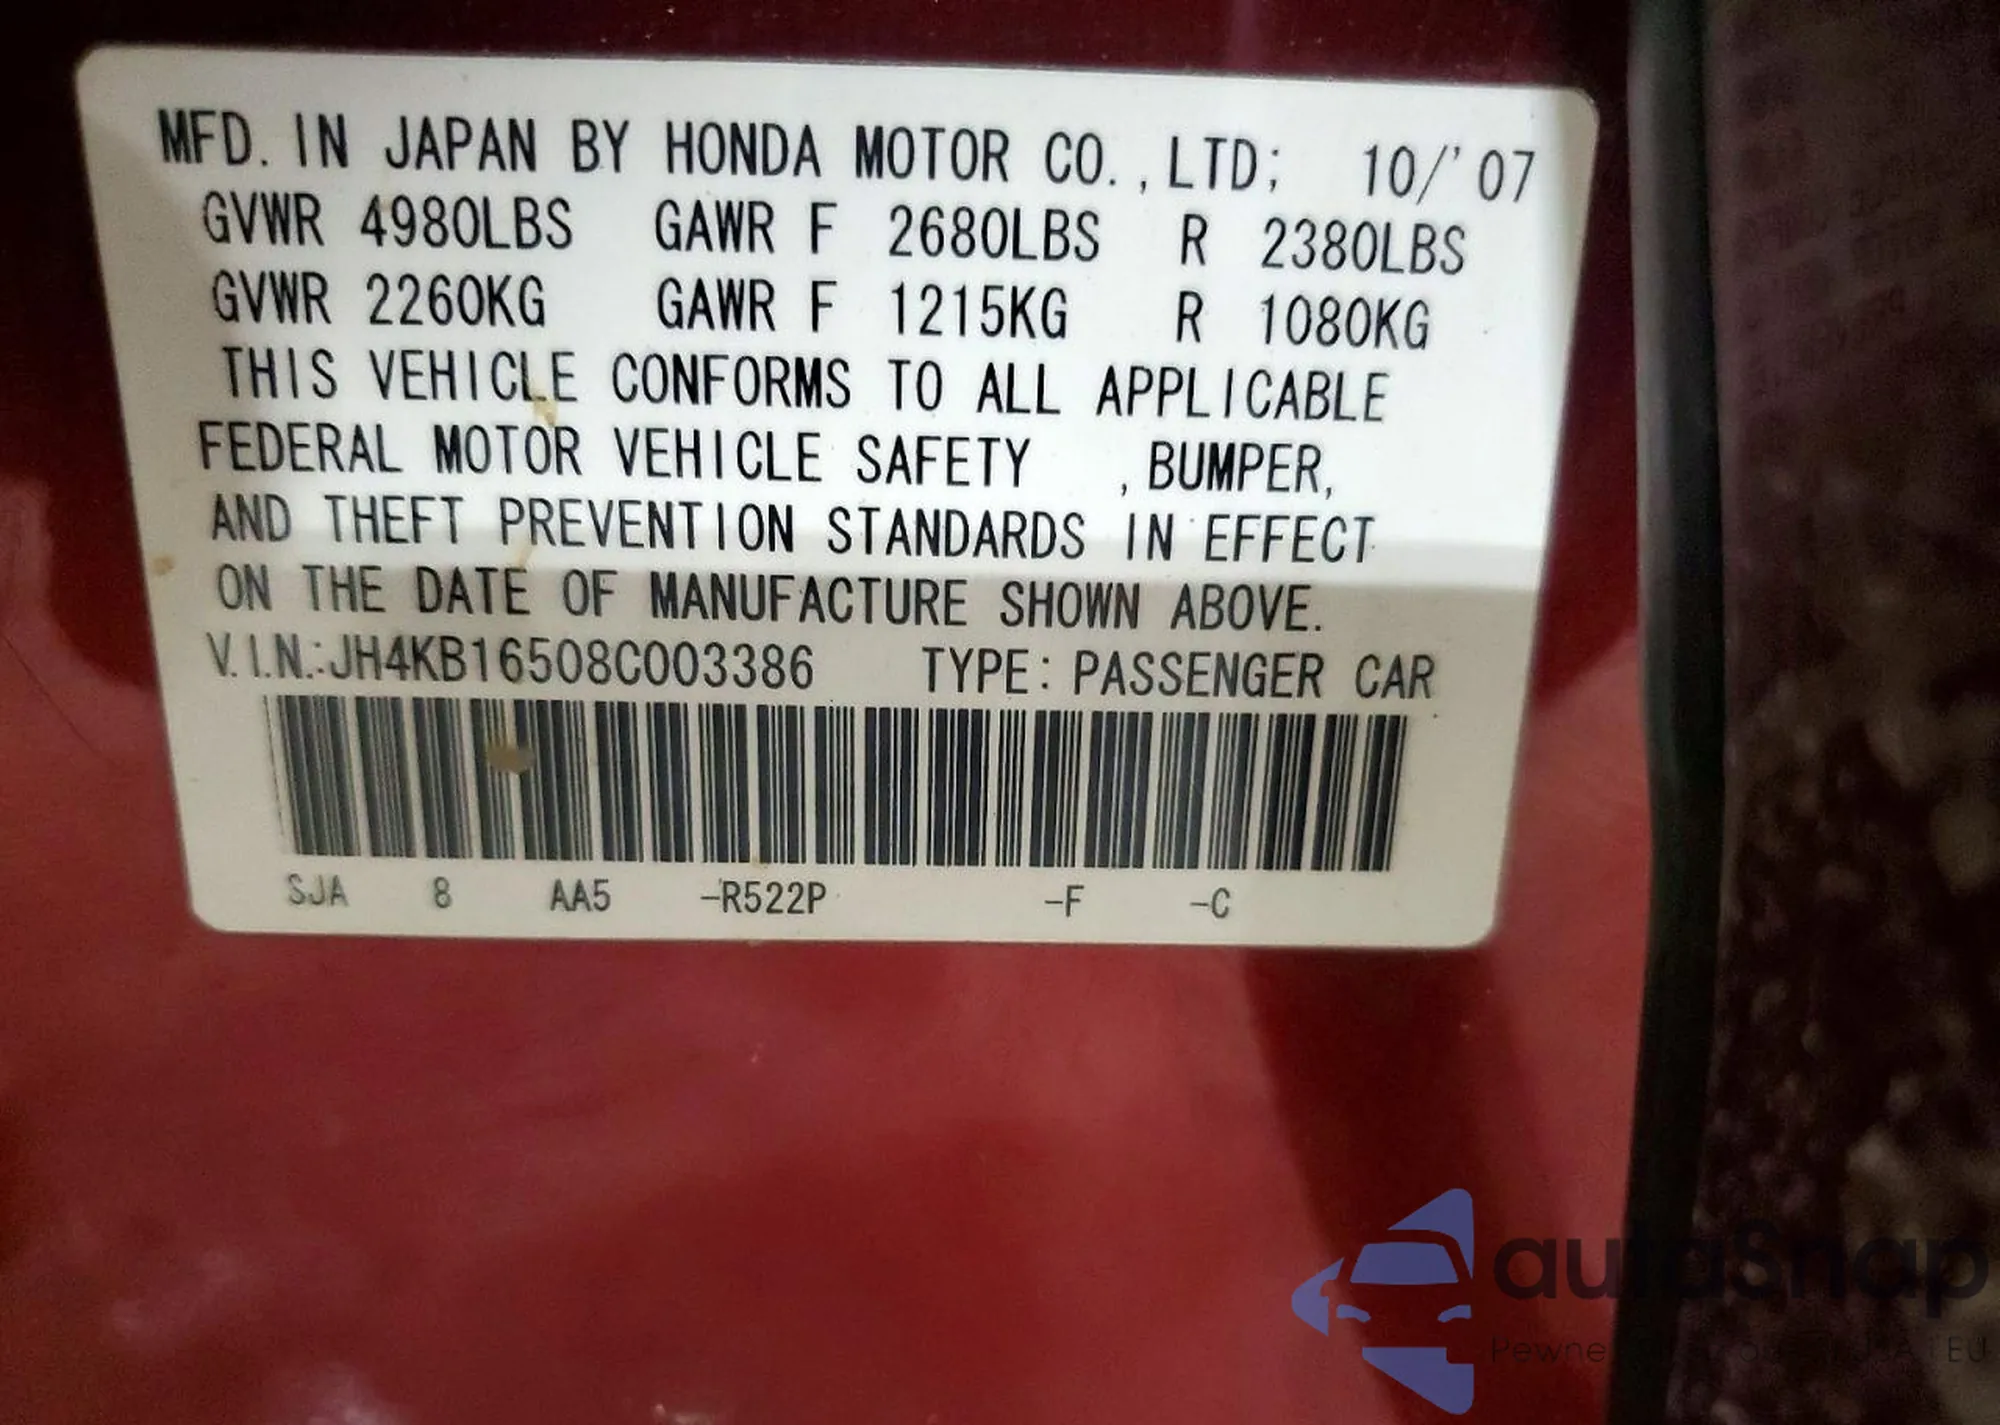 MFD. IN JAPAN BY HONDA MOTOR CO.,LTD; 10/'07
GVWR 4980LBS GAWR F 2680LBS R 2380LBS
GVWR 2260KG GAWR F 1215KG R 1080KG
THIS VEHICLE CONFORMS TO ALL APPLICABLE
FEDERAL MOTOR VEHICLE SAFETY , BUMPER,
AND THEFT PREVENTION STANDARDS IN EFFECT
ON THE DATE OF MANUFACTURE SHOWN ABOVE.
V.I.N.:JH4KB16508C003386 TYPE: PASSENGER CAR
SJA 8 AA5 -R522P -F -C
autoSnap
EU